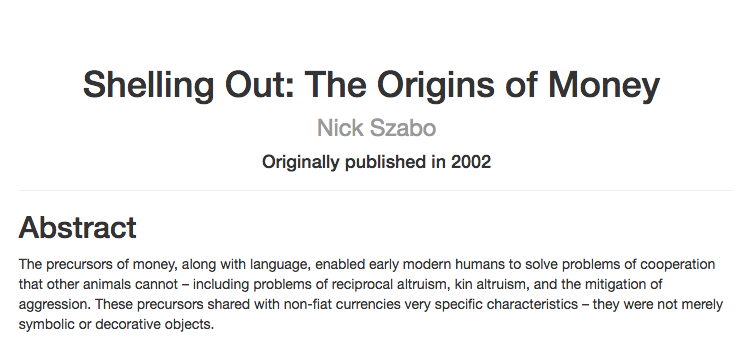 Shelling Out: The Origins of Money
Nick Szabo
Originally published in 2002
Abstract
The precursors of money, along with language, enabled early modern humans to solve problems of cooperation
that other animals cannot – including problems of reciprocal altruism, kin altruism, and the mitigation of
aggression. These precursors shared with non-fiat currencies very specific characteristics – they were not merely
symbolic or decorative objects.